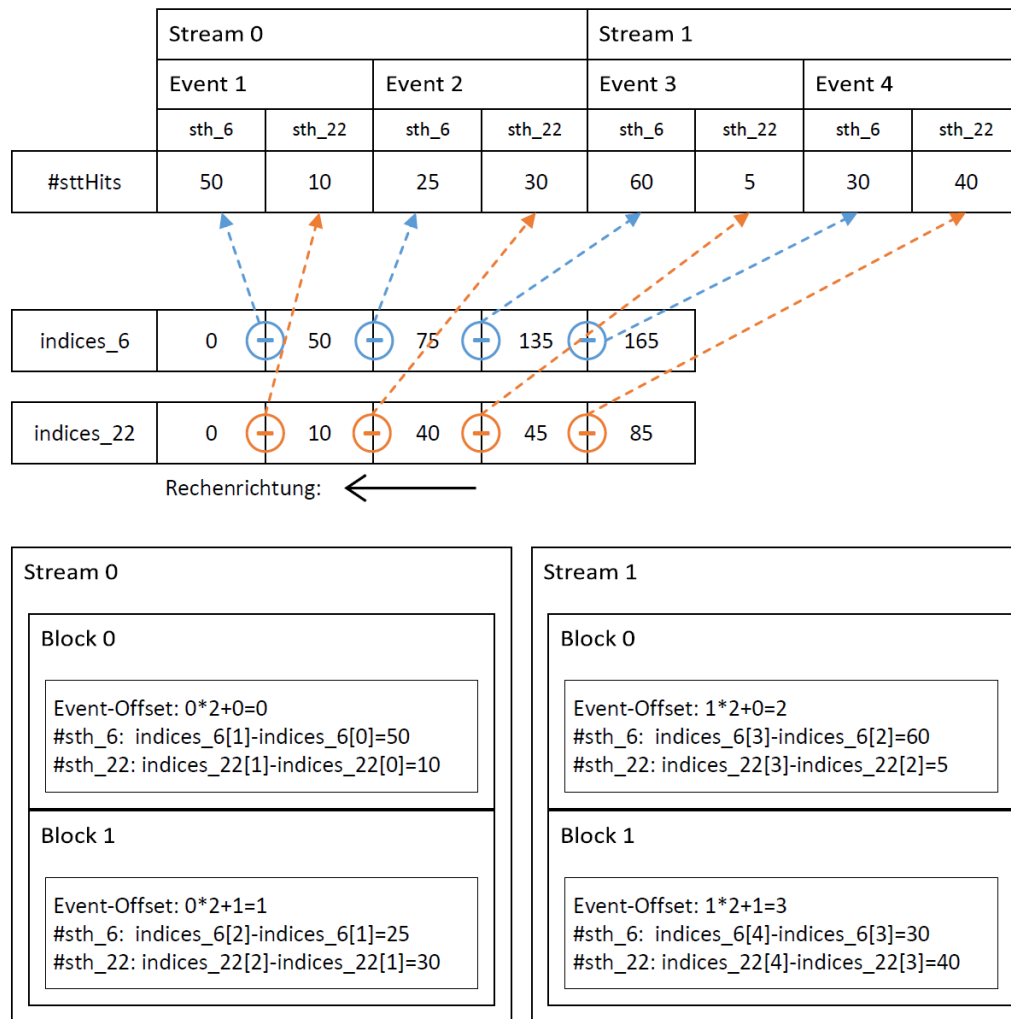 Stream 0 Stream 1
Event 1 Event 2 Event 3 Event 4
sth_6 sth_22 sth_6 sth_22 sth_6 sth_22 sth_6 sth_22
#sttHits 50 10 25 30 60 5 30 40
indices_6 0 50 75 135 165
indices_22 0 10 40 45 85
Rechenrichtung:
Stream 0
Block 0
Event-Offset: 0*2+0=0
#sth_6: indices_6[1]-indices_6[0]=50
#sth_22: indices_22[1]-indices_22[0]=10
Block 1
Event-Offset: 0*2+1=1
#sth_6: indices_6[2]-indices_6[1]=25
#sth_22: indices_22[2]-indices_22[1]=30
Stream 1
Block 0
Event-Offset: 1*2+0=2
#sth_6: indices_6[3]-indices_6[2]=60
#sth_22: indices_22[3]-indices_22[2]=5
Block 1
Event-Offset: 1*2+1=3
#sth_6: indices_6[4]-indices_6[3]=30
#sth_22: indices_22[4]-indices_22[3]=40